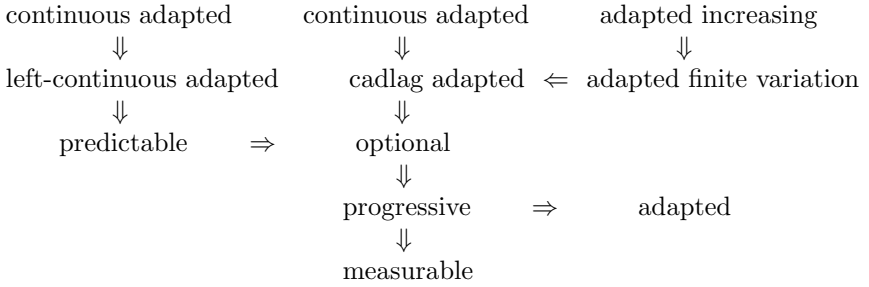 continuous adapted continuous adapted adapted increasing
⇓ ⇓ ⇓
left-continuous adapted cadlag adapted ⇐ adapted finite variation
⇓ ⇓
predictable ⇒ optional
⇓
progressive ⇒ adapted
⇓
measurable